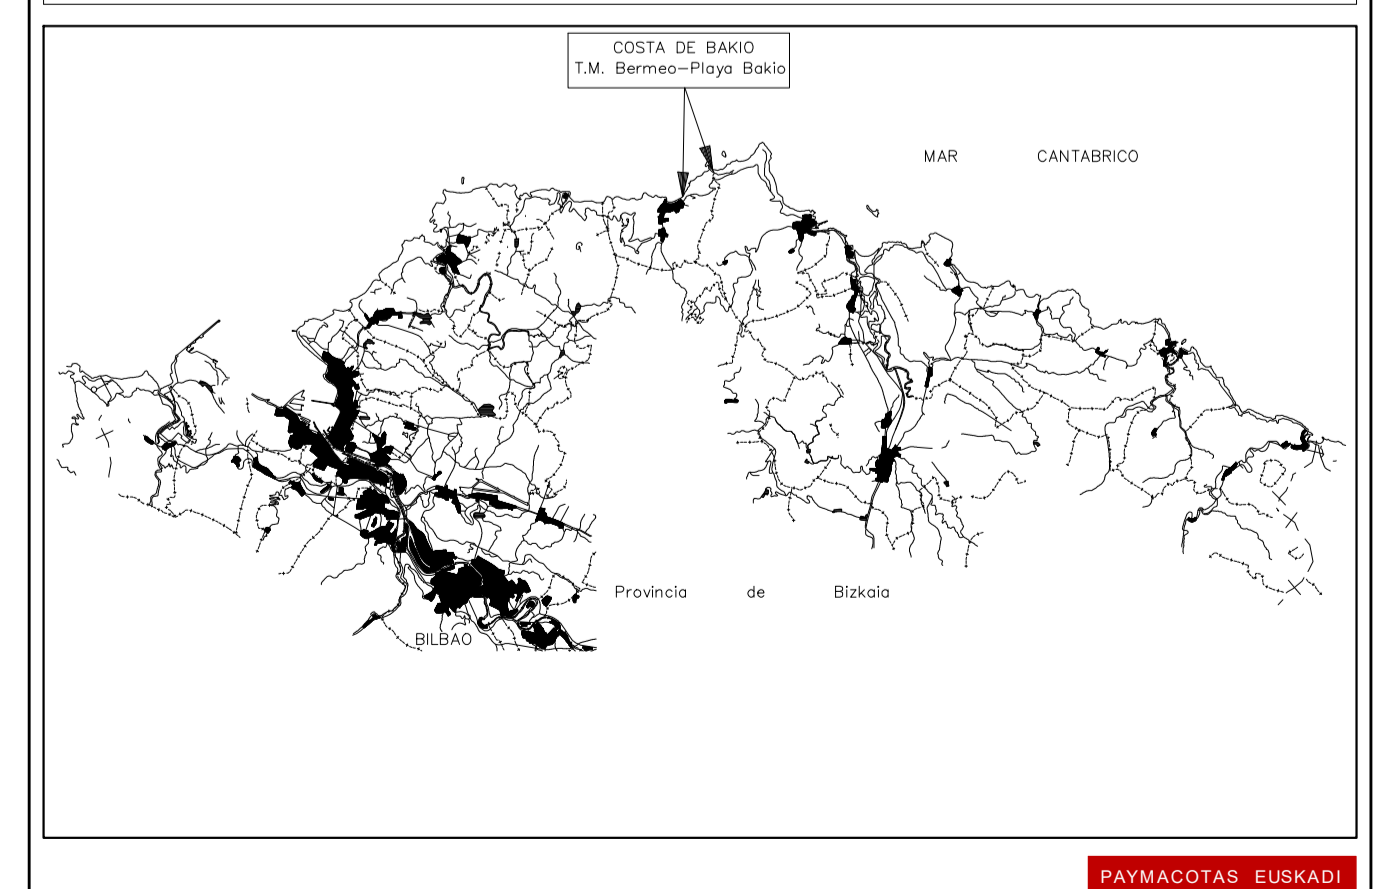 COSTA DE BAKIO
T.M. Bermeo-Playa Bakio
MAR CANTABRICO
Provincia de Bizkaia
BILBAO
PAYMACOTAS EUSKADI